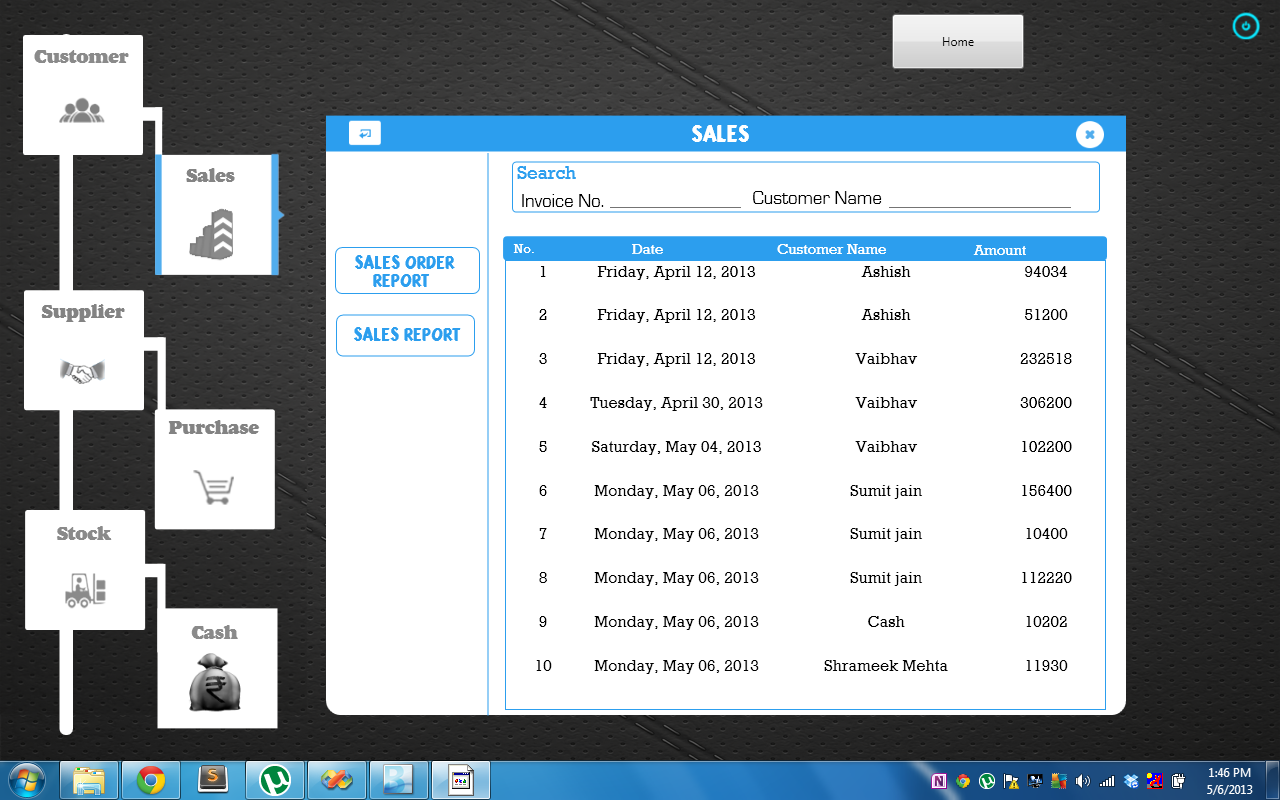 Home
Customer
Sales
Supplier
Purchase
Stock
Cash
SALES
SALES ORDER
REPORT
SALES REPORT
Search
Invoice No. Customer Name
No. Date Customer Name Amount
1 Friday, April 12, 2013 Ashish 94034
2 Friday, April 12, 2013 Ashish 51200
3 Friday, April 12, 2013 Vaibhav 232518
4 Tuesday, April 30, 2013 Vaibhav 306200
5 Saturday, May 04, 2013 Vaibhav 102200
6 Monday, May 06, 2013 Sumit jain 156400
7 Monday, May 06, 2013 Sumit jain 10400
8 Monday, May 06, 2013 Sumit jain 112220
9 Monday, May 06, 2013 Cash 10202
10 Monday, May 06, 2013 Shrameek Mehta 11930
1:46 PM
5/6/2013